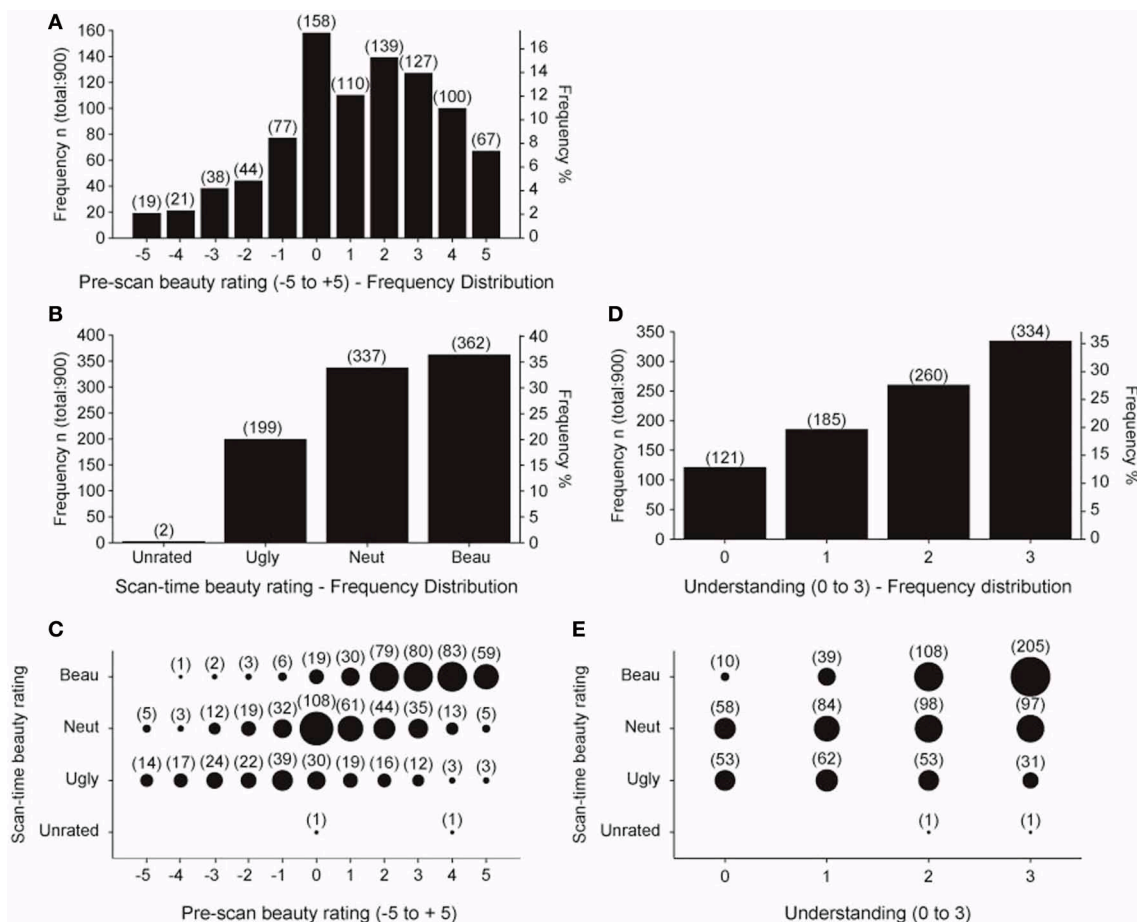 A
Frequency n (total:900)
160
140
120
100
80
60
40
20
0
(19) (21) (38) (44) (77) (158) (110) (139) (127) (100) (67)
16
14
12
10
8
6
4
2
0
Frequency %
-5 -4 -3 -2 -1 0 1 2 3 4 5
Pre-scan beauty rating (-5 to +5) - Frequency Distribution
B
Frequency n (total:900)
400
350
300
250
200
150
100
50
0
(2) (199) (337) (362)
40
35
30
25
20
15
10
5
0
Frequency %
Unrated Ugly Neut Beau
Scan-time beauty rating - Frequency Distribution
D
Frequency n (total:900)
350
300
250
200
150
100
50
0
(121) (185) (260) (334)
35
30
25
20
15
10
5
0
Frequency %
0 1 2 3
Understanding (0 to 3) - Frequency distribution
C
Scan-time beauty rating
(1) (2) (3) (6) (19) (30) (79) (80) (83) (59)
Beau
(5) (3) (12) (19) (32) (108) (61) (44) (35) (13) (5)
Neut
(14) (17) (24) (22) (39) (30) (19) (16) (12) (3) (3)
Ugly
(1) (1)
Unrated
-5 -4 -3 -2 -1 0 1 2 3 4 5
Pre-scan beauty rating (-5 to + 5)
E
Scan-time beauty rating
(10) (39) (108) (205)
Beau
(58) (84) (98) (97)
Neut
(53) (62) (53) (31)
Ugly
(1) (1)
Unrated
0 1 2 3
Understanding (0 to 3)